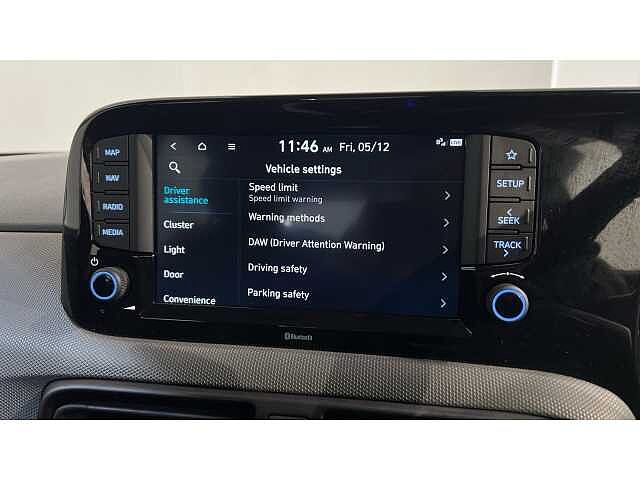 11:46 AM Fri, 05/12
LIVE
Vehicle settings
MAP
NAV
RADIO
MEDIA
Driver
assistance
Cluster
Light
Door
Convenience
Speed limit
Speed limit warning
Warning methods
DAW (Driver Attention Warning)
Driving safety
Parking safety
SETUP
SEEK
TRACK
Bluetooth